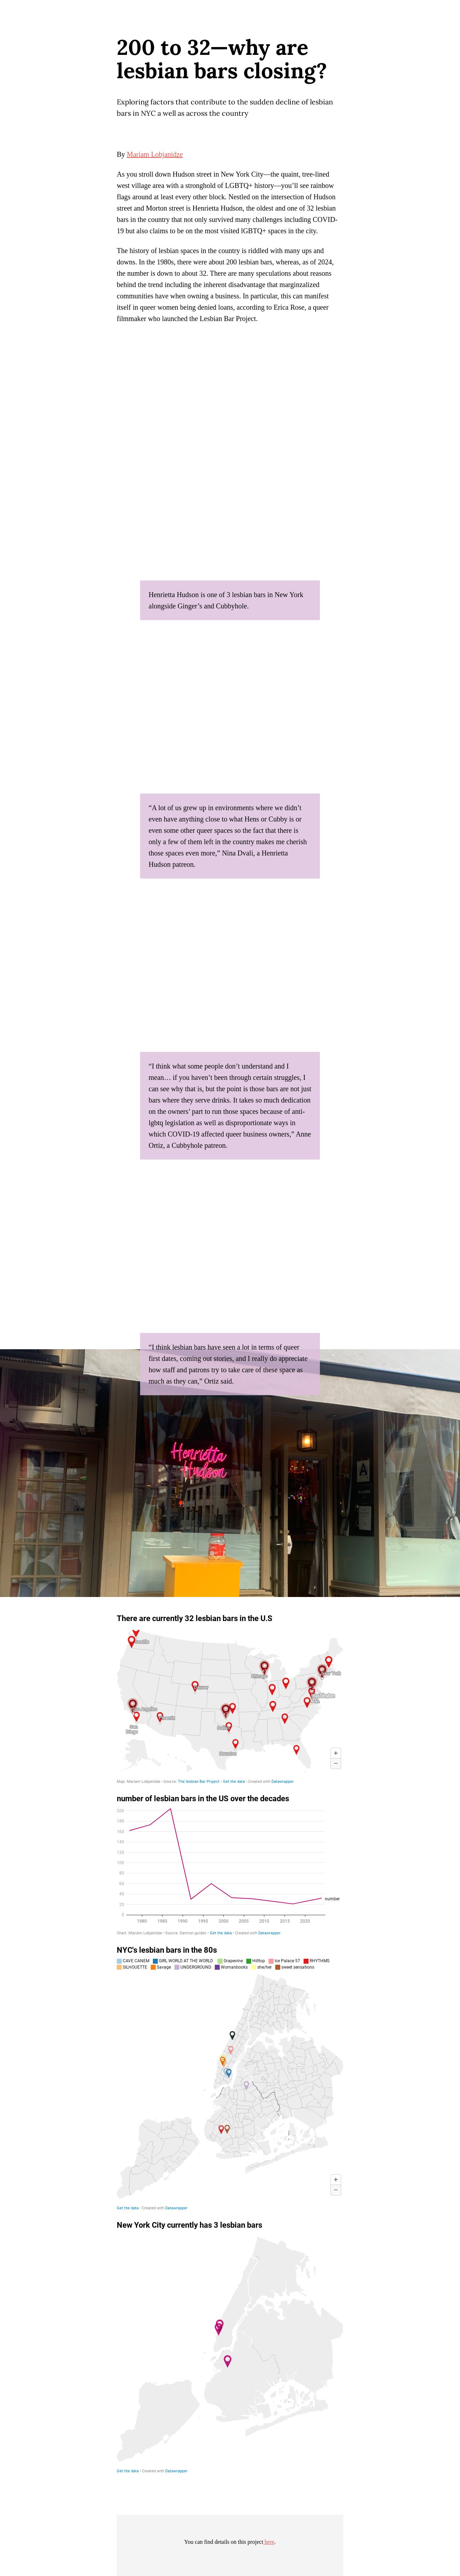 200 to 32—why are
lesbian bars closing?
Exploring factors that contribute to the sudden decline of lesbian
bars in NYC a well as across the country
By Mariam Lobjanidze
As you stroll down Hudson street in New York City—the quaint, tree-lined
west village area with a stronghold of LGBTQ+ history—you’ll see rainbow
flags around at least every other block. Nestled on the intersection of Hudson
street and Morton street is Henrietta Hudson, the oldest and one of 32 lesbian
bars in the country that not only survived many challenges including COVID-
19 but also claims to be on the most visited lGBTQ+ spaces in the city.
The history of lesbian spaces in the country is riddled with many ups and
downs. In the 1980s, there were about 200 lesbian bars, whereas, as of 2024,
the number is down to about 32. There are many speculations about reasons
behind the trend including the inherent disadvantage that marginzalized
communities have when owning a business. In particular, this can manifest
itself in queer women being denied loans, according to Erica Rose, a queer
filmmaker who launched the Lesbian Bar Project.
Henrietta Hudson is one of 3 lesbian bars in New York
alongside Ginger’s and Cubbyhole.
“A lot of us grew up in environments where we didn’t
even have anything close to what Hens or Cubby is or
even some other queer spaces so the fact that there is
only a few of them left in the country makes me cherish
those spaces even more,” Nina Dvali, a Henrietta
Hudson patreon.
“I think what some people don’t understand and I
mean… if you haven’t been through certain struggles, I
can see why that is, but the point is those bars are not just
bars where they serve drinks. It takes so much dedication
on the owners’ part to run those spaces because of anti-
lgbtq legislation as well as disproportionate ways in
which COVID-19 affected queer business owners,” Anne
Ortiz, a Cubbyhole patreon.
“I think lesbian bars have seen a lot in terms of queer
first dates, coming out stories, and I really do appreciate
how staff and patrons try to take care of these space as
much as they can,” Ortiz said.
Henrietta
Hudson
A
There are currently 32 lesbian bars in the U.S
Seattle
Chicago
New York
Denver
Washington
Los Angeles
Phoenix
San
Diego
Dallas
Houston
+
−
Map: Mariam Lobjanidze • Source: The lesbian Bar Project • Get the data • Created with Datawrapper
number of lesbian bars in the US over the decades
200
180
160
140
120
100
80
60
40
20
0
number
1980 1985 1990 1995 2000 2005 2010 2015 2020
Chart: Mariam Lobjanidze • Source: Damron guides • Get the data • Created with Datawrapper
NYC's lesbian bars in the 80s
CAVE CANEM GIRL WORLD AT THE WORLD Grapevine Hilltop Ice Palace 57 RHYTHMS
SILHOUETTE Savage UNDERGROUND Womanbooks she/her sweet sensations
+
−
Get the data • Created with Datawrapper
New York City currently has 3 lesbian bars
Get the data • Created with Datawrapper
You can find details on this project here.